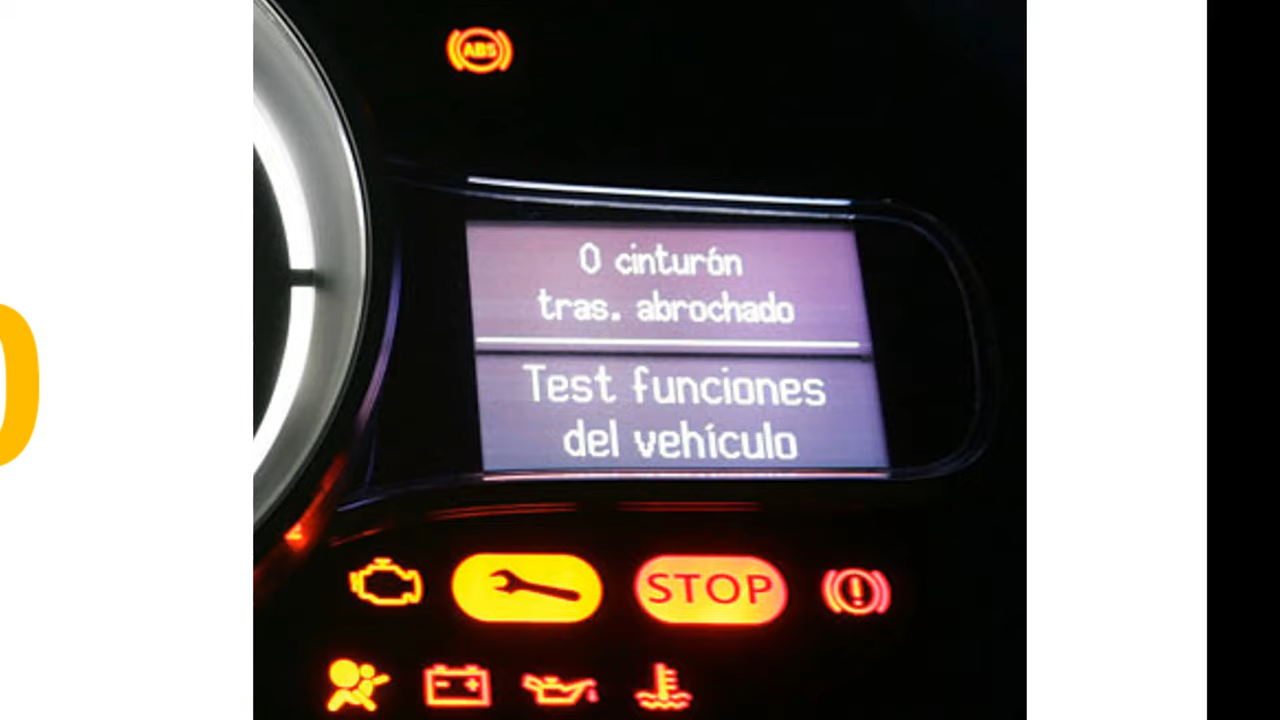 ABS
0 cinturón
tras. abrochado
Test funciones
del vehículo
STOP